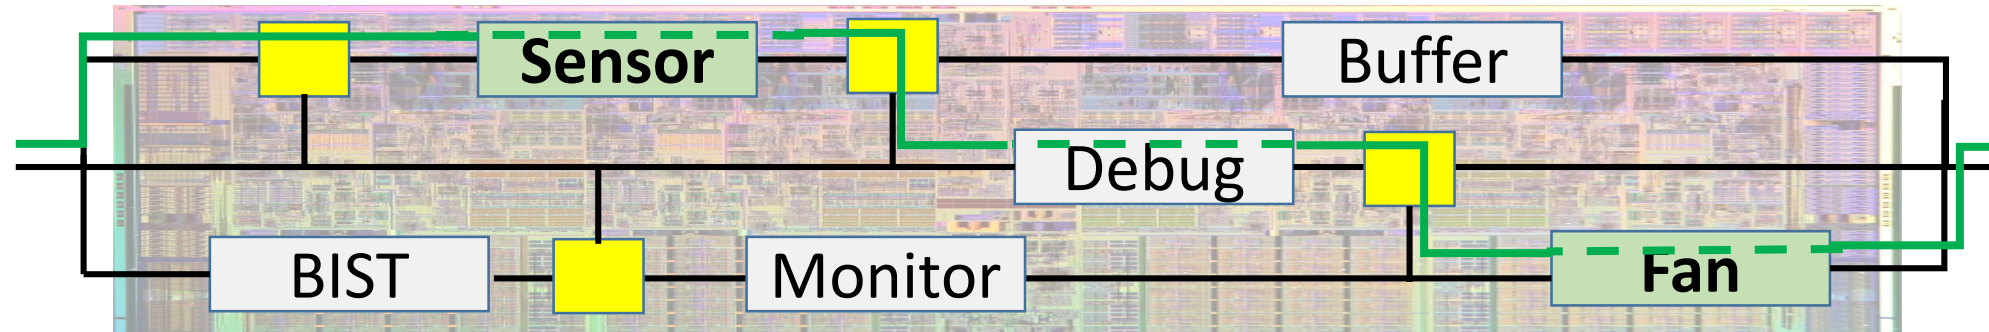 Sensor
Buffer
Debug
BIST
Monitor
Fan